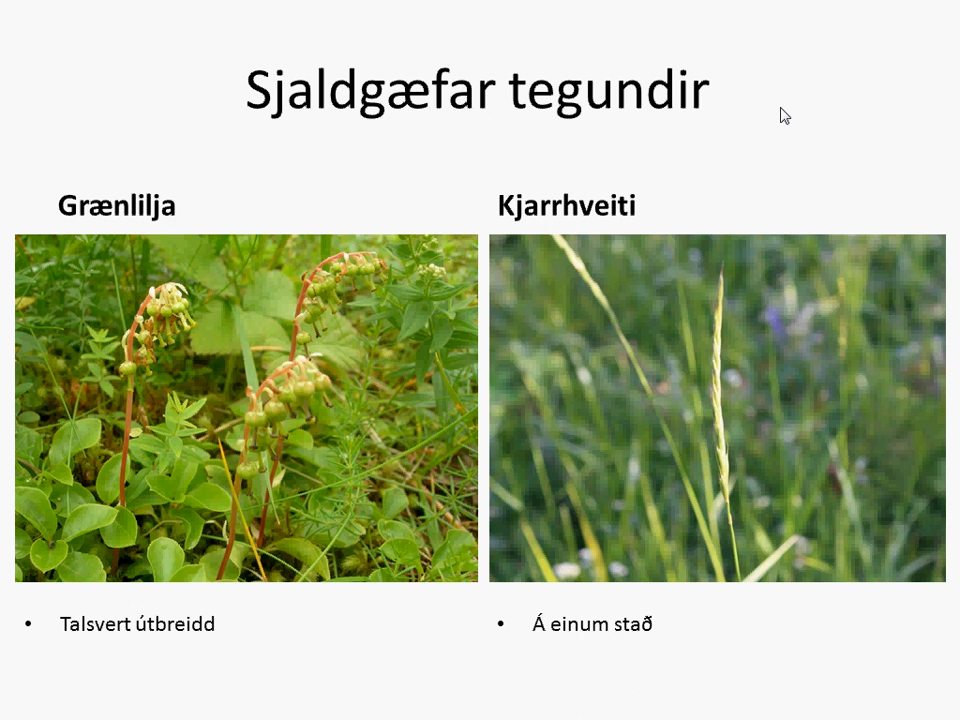 Sjaldgæfar tegundir
Grænlilja
Kjarrhveiti
• Talsvert útbreidd
• Á einum stað